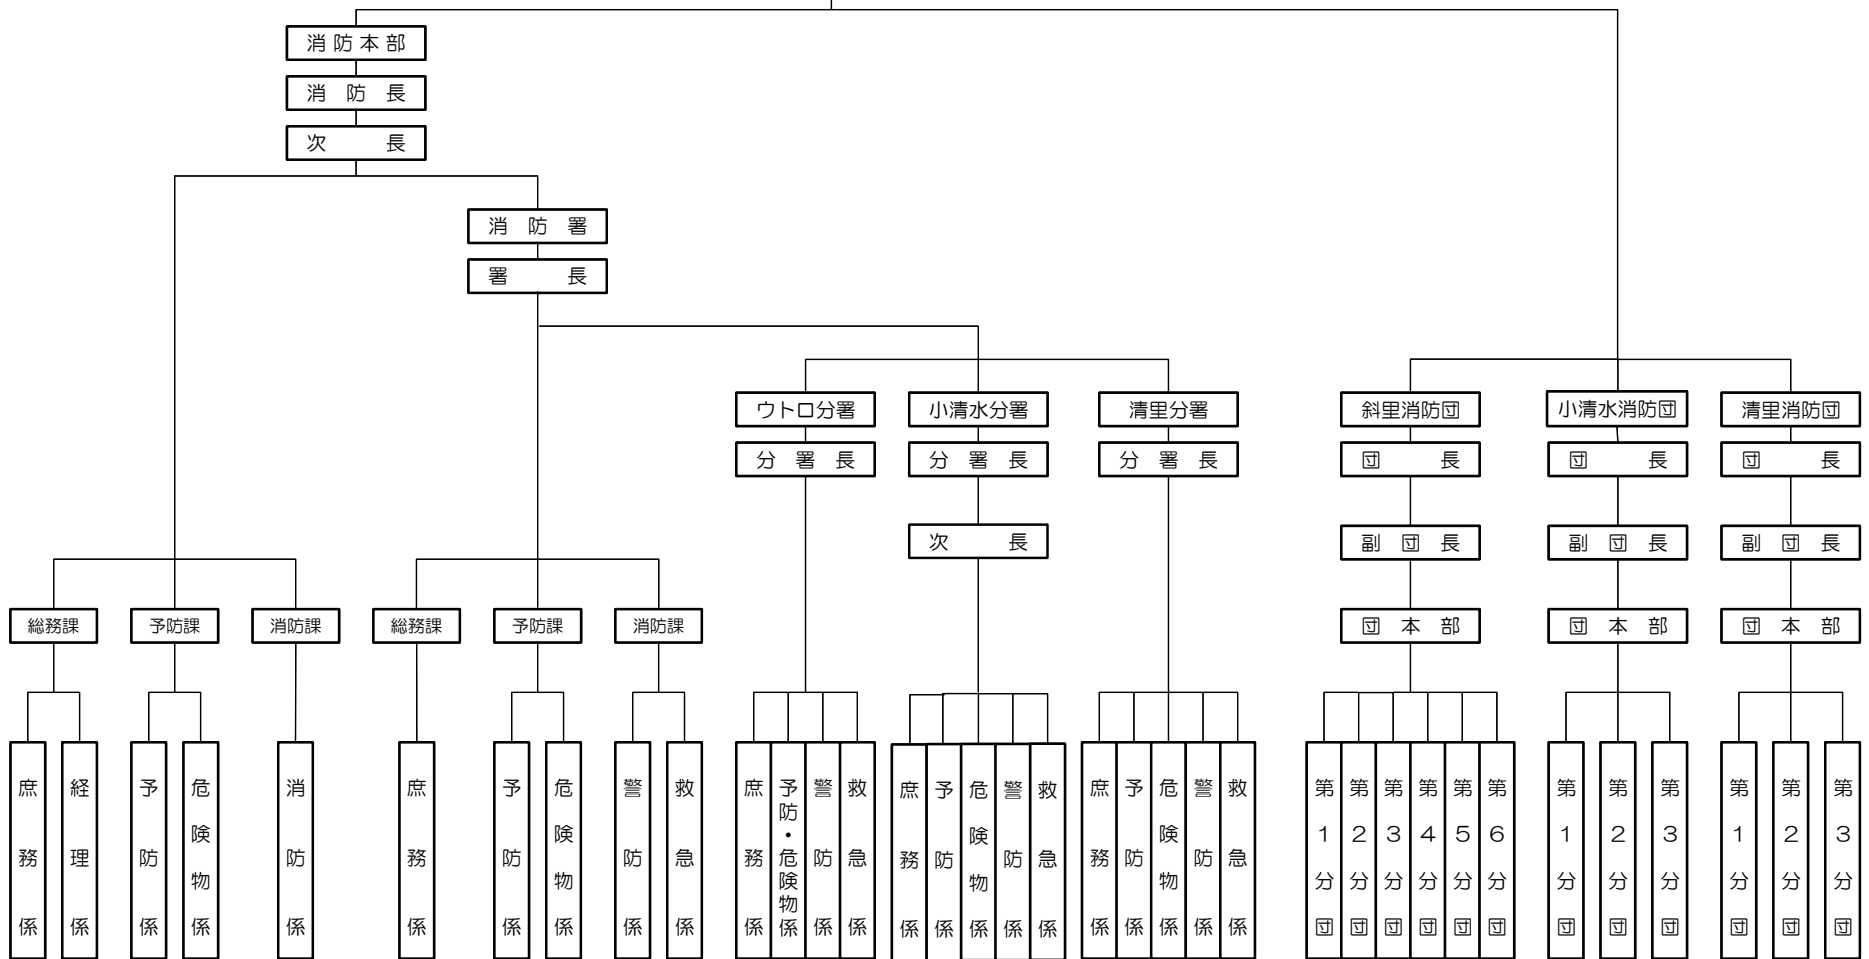 消防本部
消防長
次長
消防署
署長
ウトロ分署
小清水分署
清里分署
斜里消防団
小清水消防団
清里消防団
分署長
分署長
分署長
団長
団長
団長
次長
副団長
副団長
副団長
総務課
予防課
消防課
総務課
予防課
消防課
団本部
団本部
団本部
庶務係
経理係
予防係
危険物係
消防係
庶務係
予防係
危険物係
警防係
救急係
庶務係
予防・危険物係
警防係
救急係
庶務係
予防係
危険物係
警防係
救急係
庶務係
予防係
危険物係
警防係
救急係
第1分団
第2分団
第3分団
第4分団
第5分団
第6分団
第1分団
第2分団
第3分団
第1分団
第2分団
第3分団